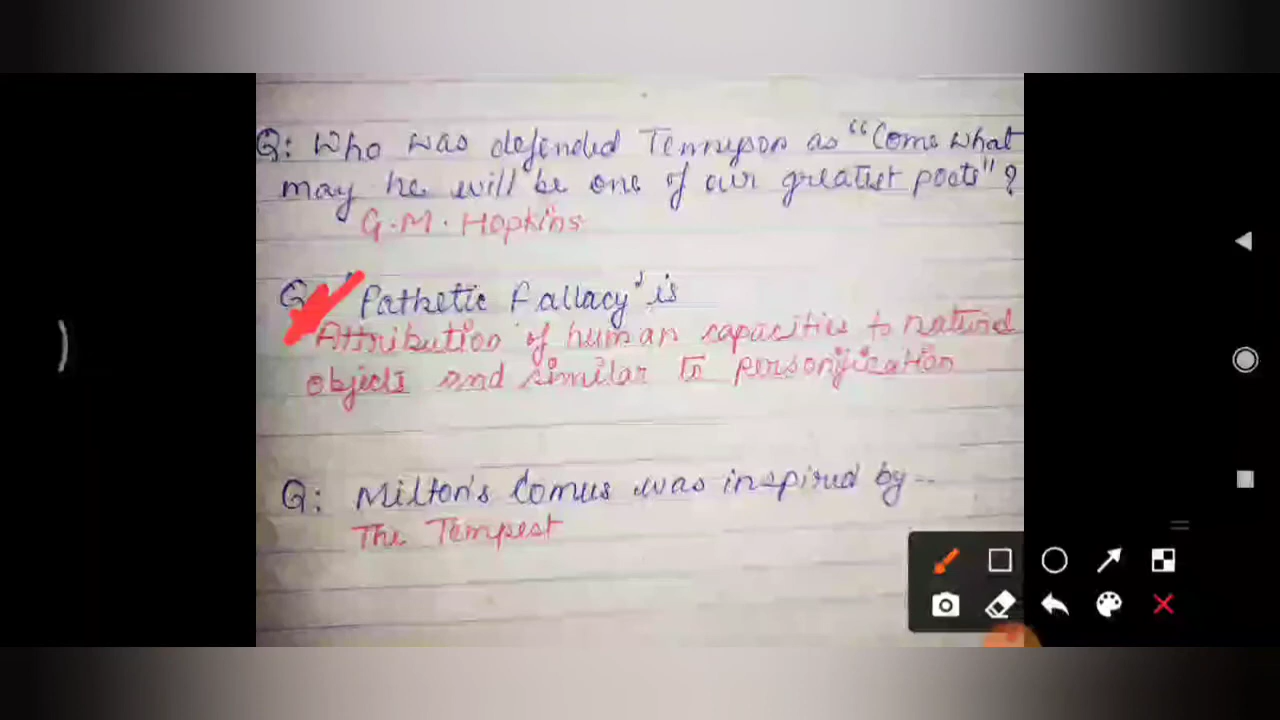 Q: Who was defended Tennyson as "Come what
may he will be one of our greatest poets"?
G.M. Hopkins
Q "Pathetic Fallacy" is
Attribution of human capacities to natural
objects and similar to personification
Q: Milton's Comus was inspired by--
The Tempest